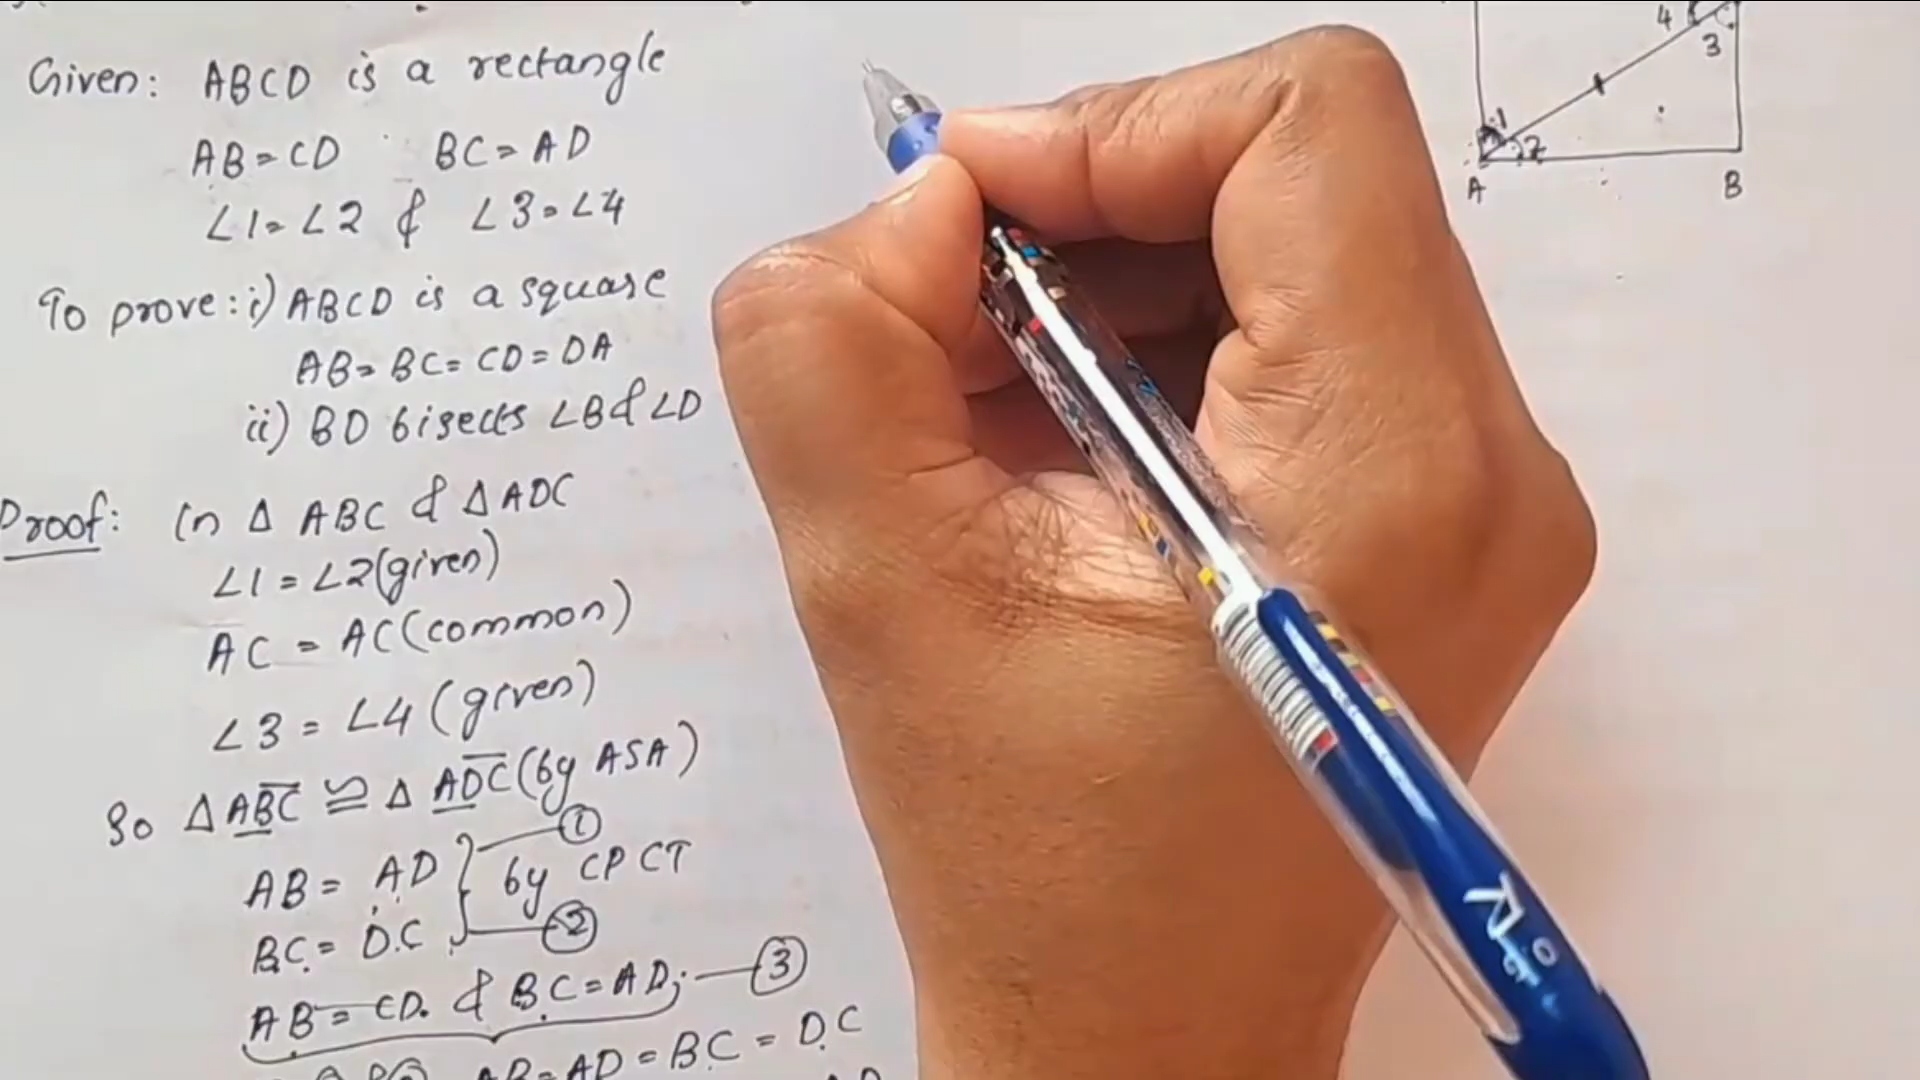 Given: ABCD is a rectangle
AB = CD BC = AD
∠1 = ∠2 & ∠3 = ∠4
To prove: i) ABCD is a square
AB = BC = CD = DA
ii) BD bisects ∠B & ∠D
Proof: In Δ ABC & Δ ADC
∠1 = ∠2 (given)
AC = AC (common)
∠3 = ∠4 (given)
So Δ ABC ≅ Δ ADC (by ASA)
AB = AD } by CPCT ①
BC = DC ②
AB = CD & BC = AD; ③
AB = AD = BC = DC
4
3
1
2
A
B